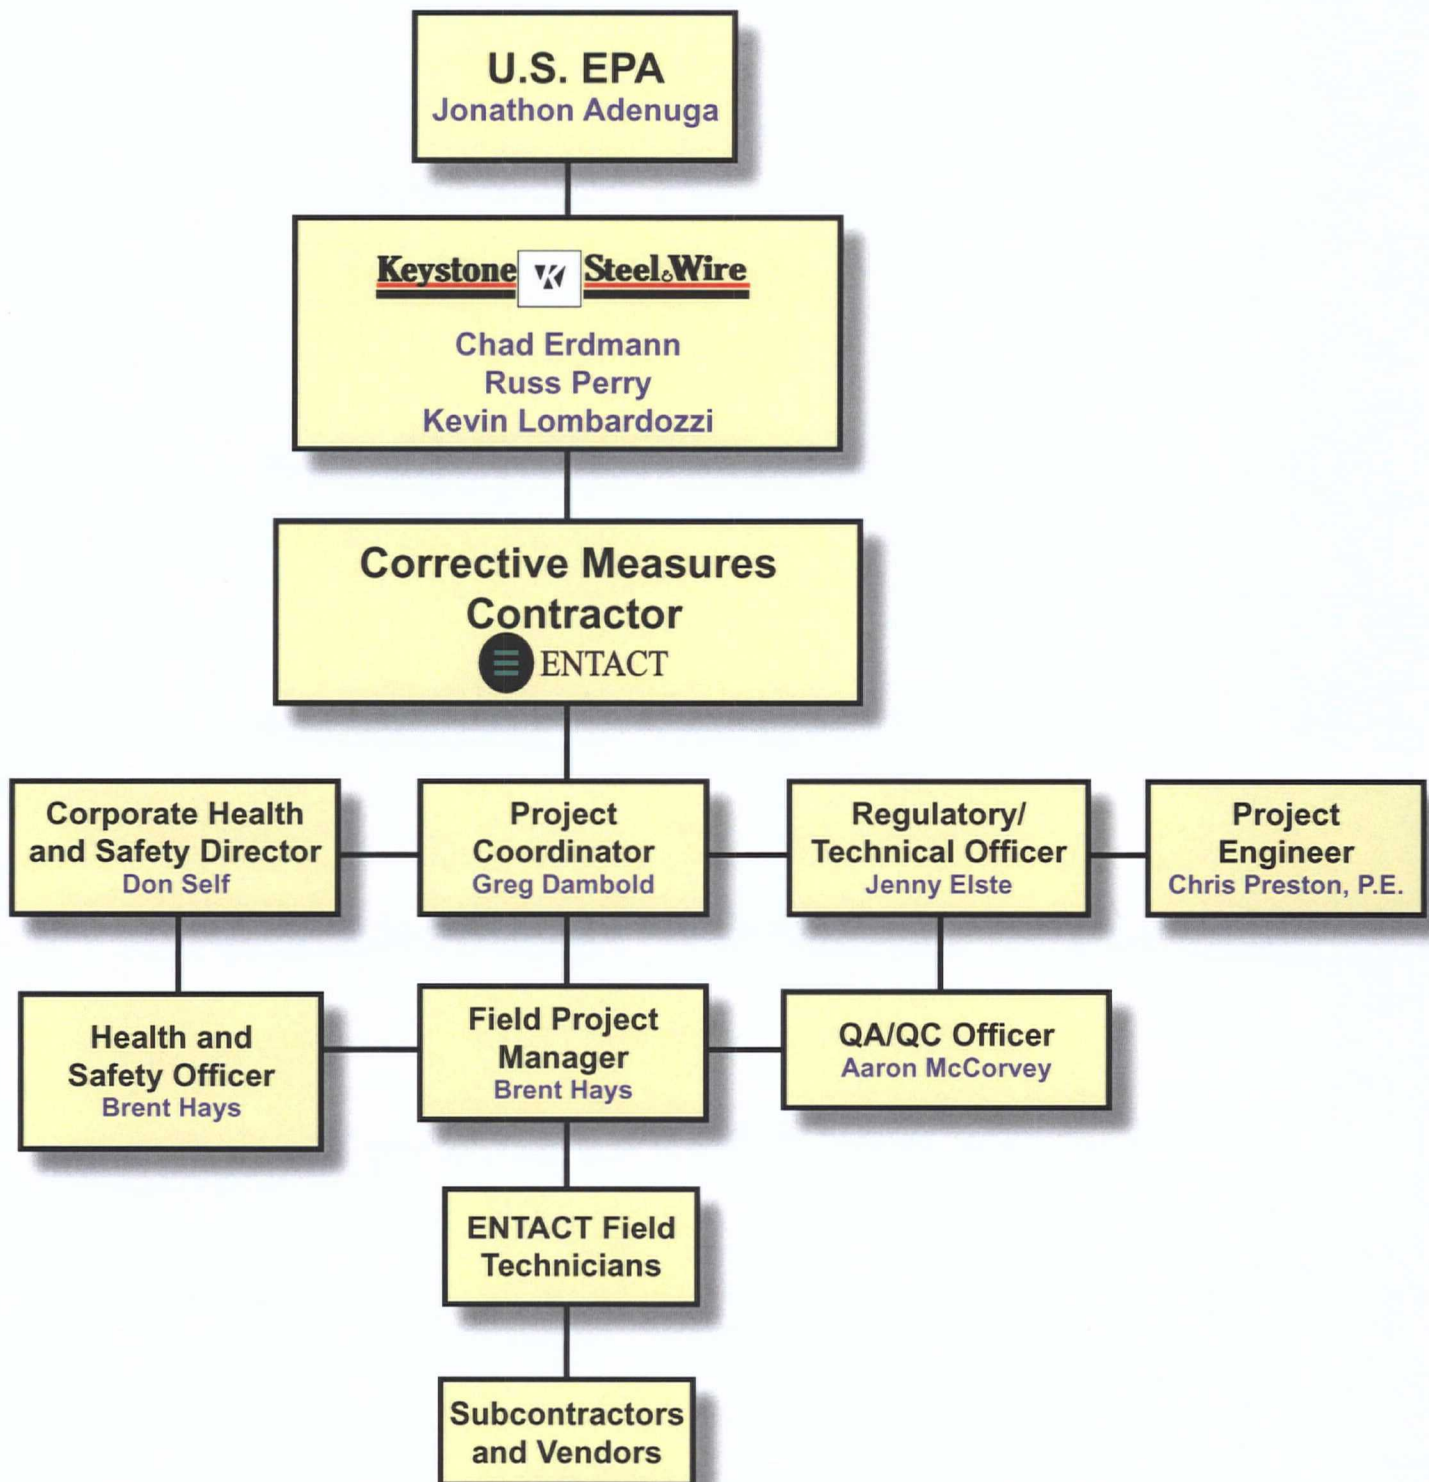 U.S. EPA
Jonathon Adenuga
Keystone Steel & Wire
Chad Erdmann
Russ Perry
Kevin Lombardozzi
Corrective Measures
Contractor
ENTACT
Corporate Health
and Safety Director
Don Self
Project
Coordinator
Greg Dambold
Regulatory/
Technical Officer
Jenny Elste
Project
Engineer
Chris Preston, P.E.
Health and
Safety Officer
Brent Hays
Field Project
Manager
Brent Hays
QA/QC Officer
Aaron McCorvey
ENTACT Field
Technicians
Subcontractors
and Vendors